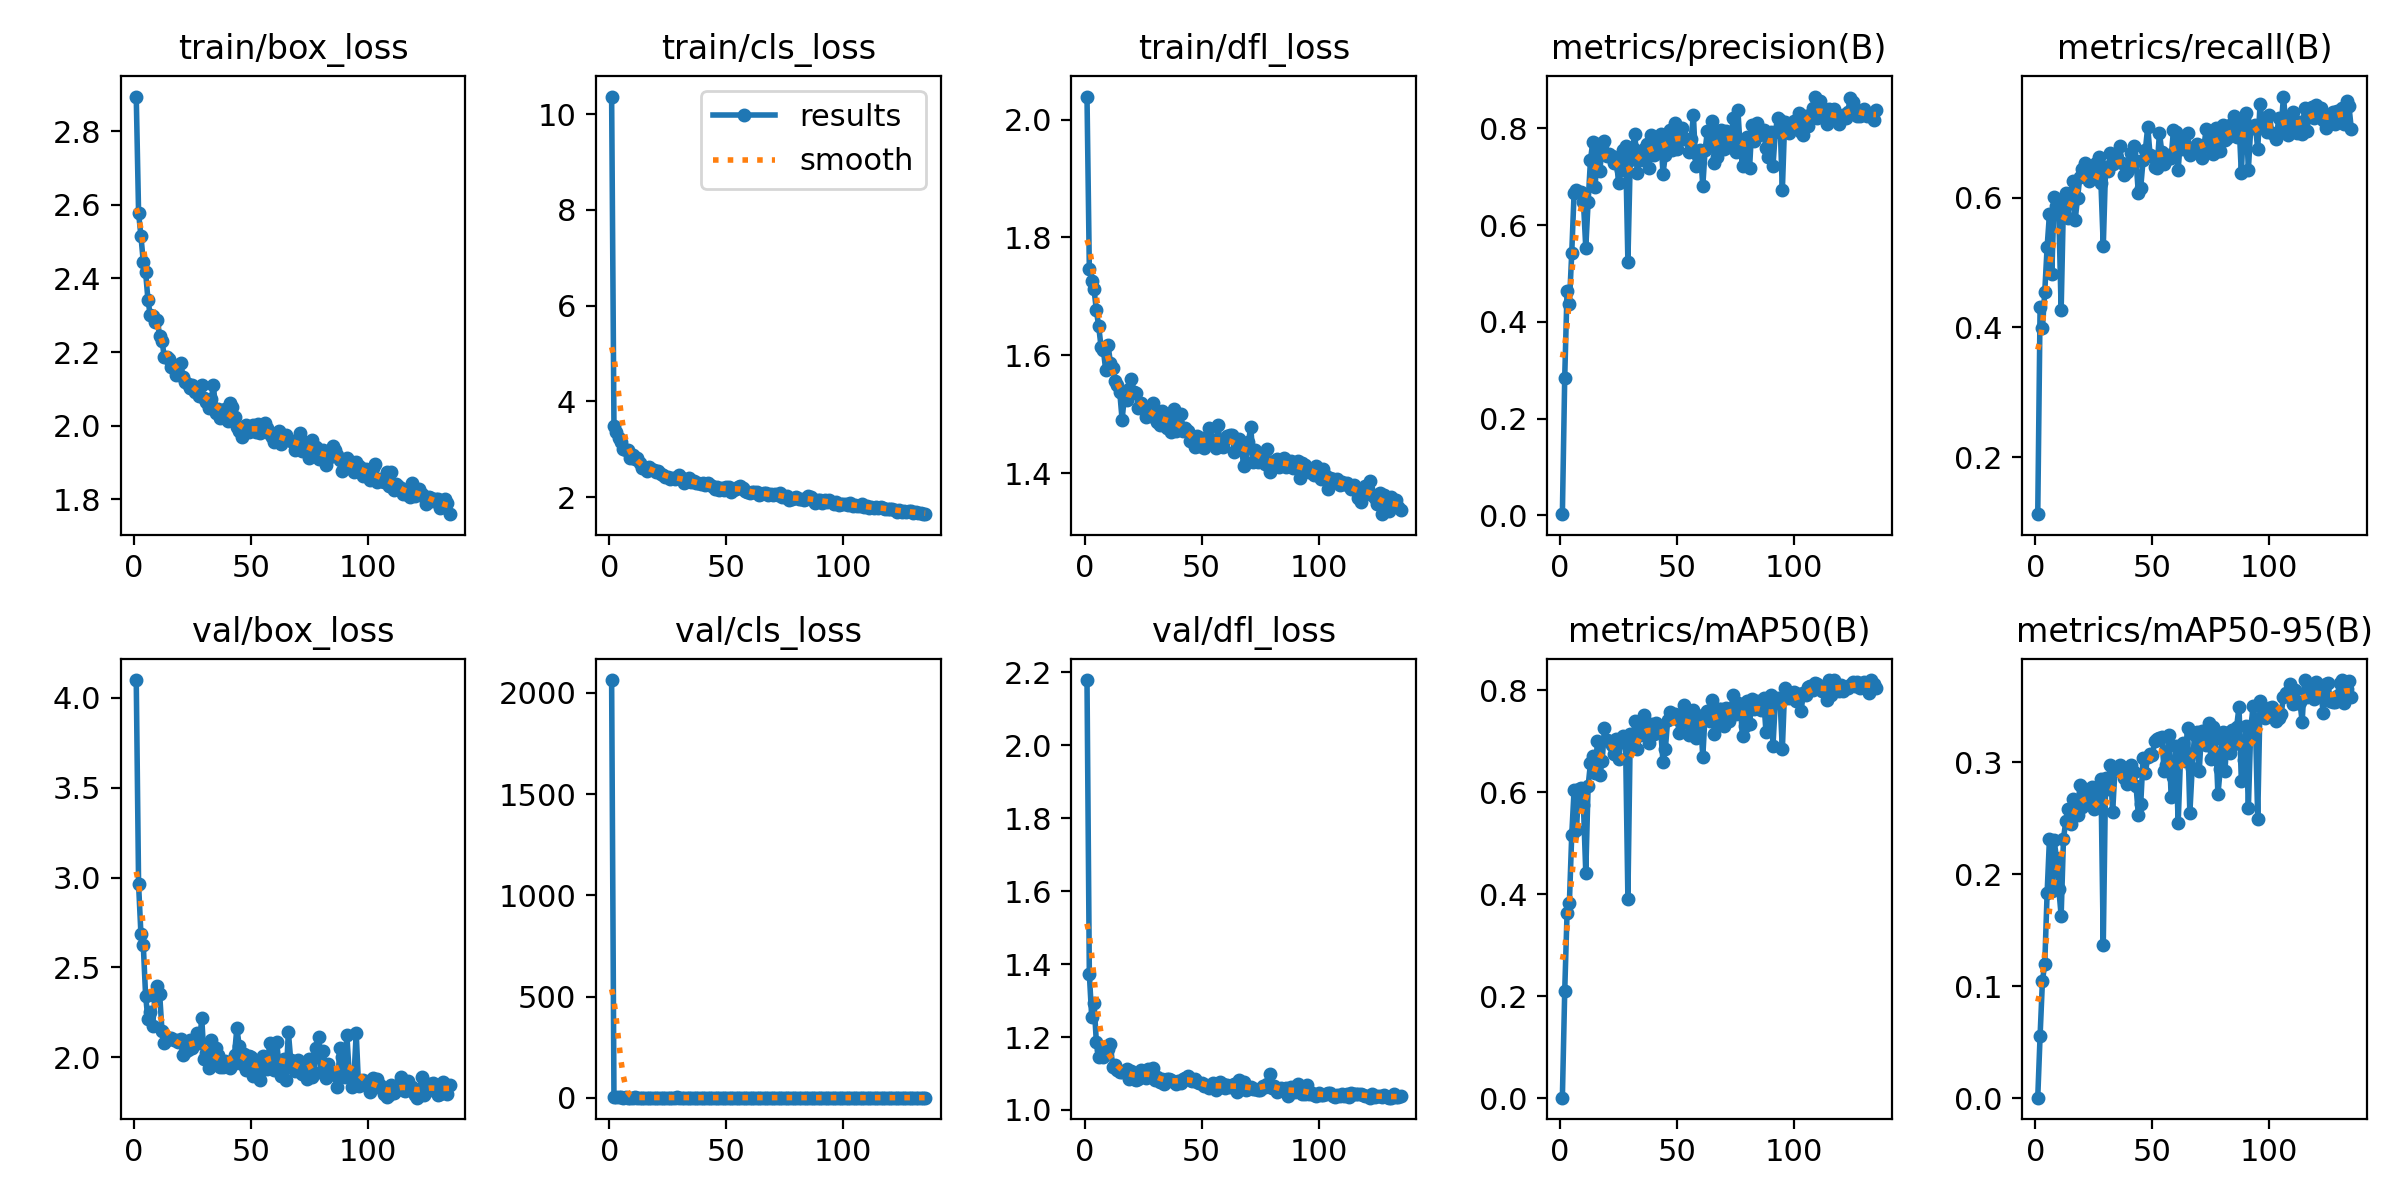 train/box_loss
train/cls_loss
train/dfl_loss
metrics/precision(B)
metrics/recall(B)
2.8
2.6
2.4
2.2
2.0
1.8
0 50 100
10
8
6
4
2
0 50 100
results
smooth
2.0
1.8
1.6
1.4
0 50 100
0.8
0.6
0.4
0.2
0.0
0 50 100
0.6
0.4
0.2
0 50 100
val/box_loss
val/cls_loss
val/dfl_loss
metrics/mAP50(B)
metrics/mAP50-95(B)
4.0
3.5
3.0
2.5
2.0
0 50 100
2000
1500
1000
500
0
0 50 100
2.2
2.0
1.8
1.6
1.4
1.2
1.0
0 50 100
0.8
0.6
0.4
0.2
0.0
0 50 100
0.3
0.2
0.1
0.0
0 50 100